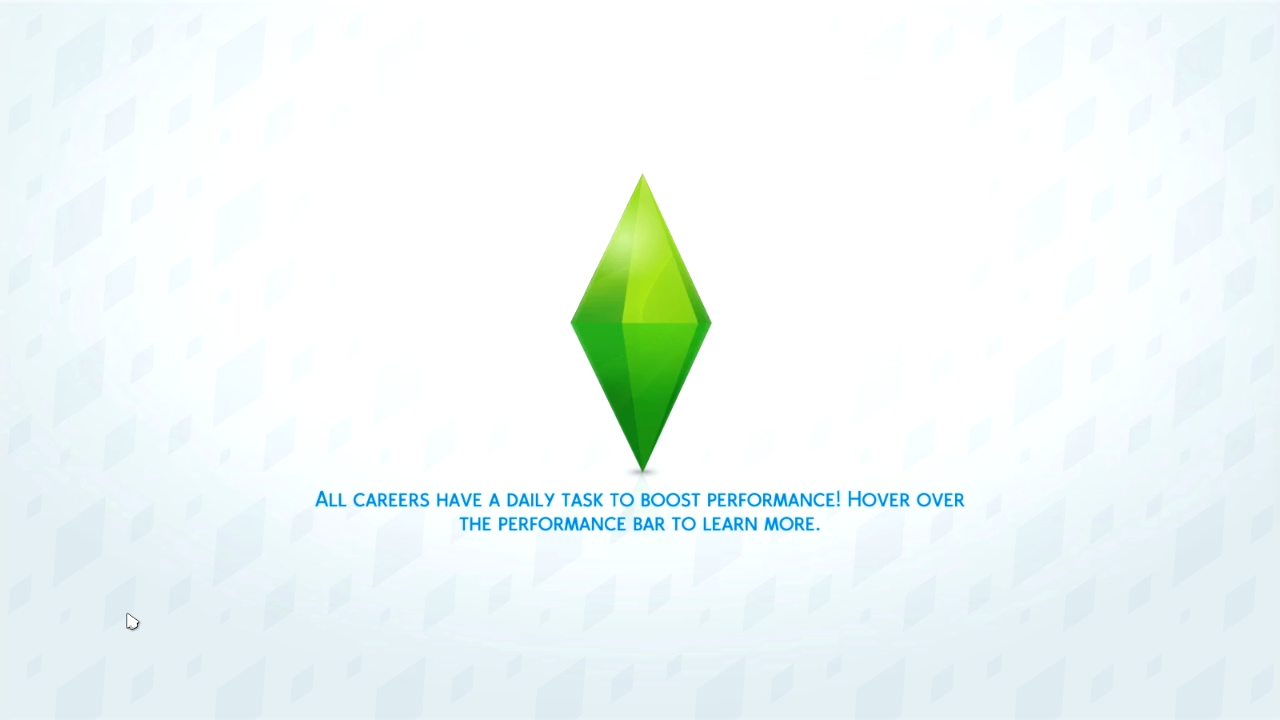 All careers have a daily task to boost performance! Hover over
the performance bar to learn more.